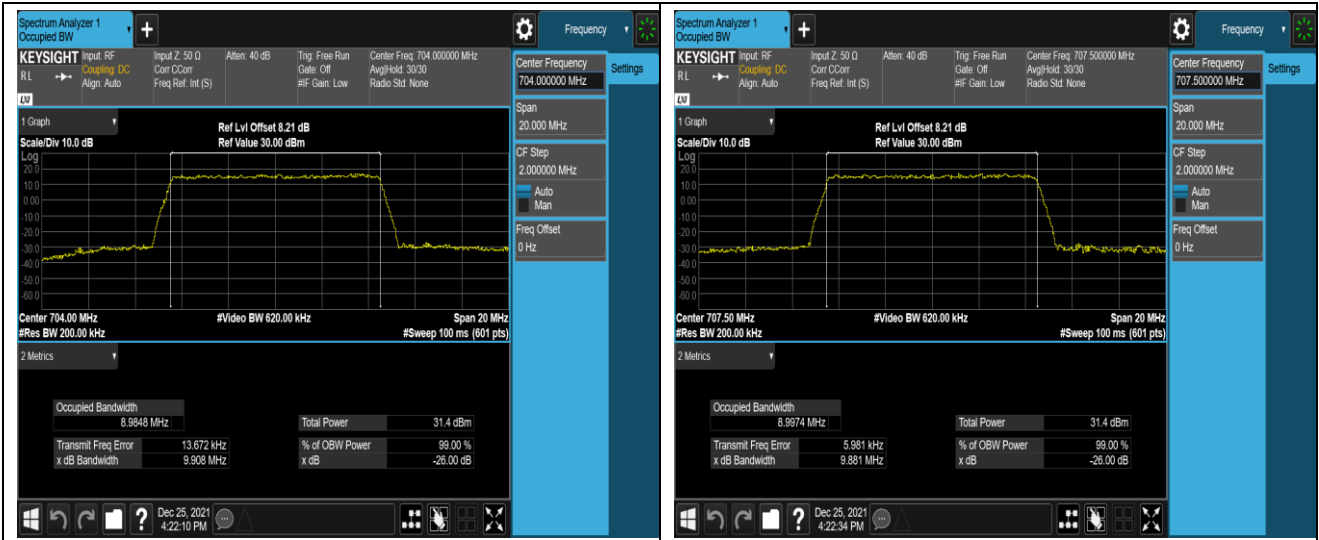 Spectrum Analyzer 1
Occupied BW
Frequency
KEYSIGHT
Input: RF
Coupling: DC
Align: Auto
Input Z: 50 Ω
Corr CCorr
Freq Ref: Int (S)
Atten: 40 dB
Trig: Free Run
Gate: Off
#IF Gain: Low
Center Freq: 704.000000 MHz
Avg|Hold: 30/30
Radio Std: None
RL
LXI
Center Frequency
704.000000 MHz
Settings
Span
20.000 MHz
CF Step
2.000000 MHz
Auto
Man
Freq Offset
0 Hz
1 Graph
Scale/Div 10.0 dB
Ref Lvl Offset 8.21 dB
Ref Value 30.00 dBm
Log
20.0
10.0
0.00
-10.0
-20.0
-30.0
-40.0
-50.0
-60.0
Center 704.00 MHz
#Video BW 620.00 kHz
Span 20 MHz
#Res BW 200.00 kHz
#Sweep 100 ms (601 pts)
2 Metrics
Occupied Bandwidth
8.9848 MHz
Total Power 31.4 dBm
Transmit Freq Error 13.672 kHz
% of OBW Power 99.00 %
x dB Bandwidth 9.908 MHz
x dB -26.00 dB
?
Dec 25, 2021
4:22:10 PM
Spectrum Analyzer 1
Occupied BW
Frequency
KEYSIGHT
Input: RF
Coupling: DC
Align: Auto
Input Z: 50 Ω
Corr CCorr
Freq Ref: Int (S)
Atten: 40 dB
Trig: Free Run
Gate: Off
#IF Gain: Low
Center Freq: 707.500000 MHz
Avg|Hold: 30/30
Radio Std: None
RL
LXI
Center Frequency
707.500000 MHz
Settings
Span
20.000 MHz
CF Step
2.000000 MHz
Auto
Man
Freq Offset
0 Hz
1 Graph
Scale/Div 10.0 dB
Ref Lvl Offset 8.21 dB
Ref Value 30.00 dBm
Log
20.0
10.0
0.00
-10.0
-20.0
-30.0
-40.0
-50.0
-60.0
Center 707.50 MHz
#Video BW 620.00 kHz
Span 20 MHz
#Res BW 200.00 kHz
#Sweep 100 ms (601 pts)
2 Metrics
Occupied Bandwidth
8.9974 MHz
Total Power 31.4 dBm
Transmit Freq Error 5.981 kHz
% of OBW Power 99.00 %
x dB Bandwidth 9.881 MHz
x dB -26.00 dB
?
Dec 25, 2021
4:22:34 PM